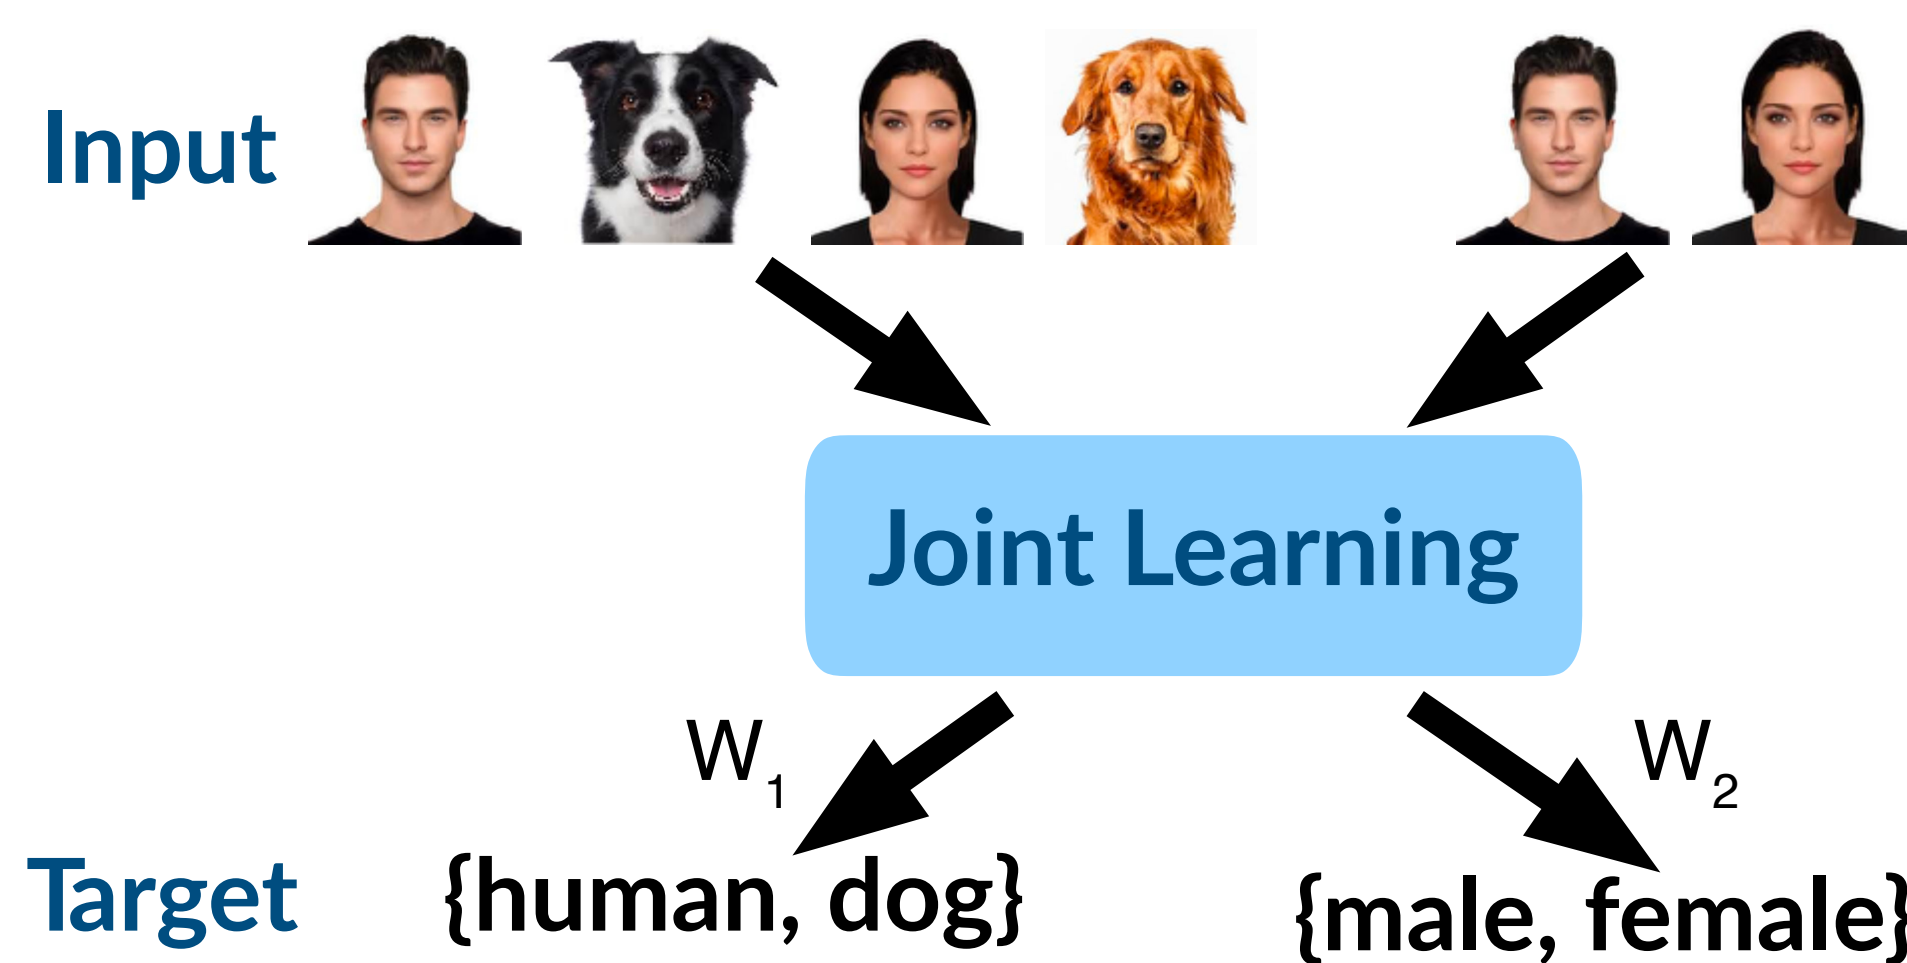 Input
Joint Learning
W₁
W₂
Target
{human, dog}
{male, female}